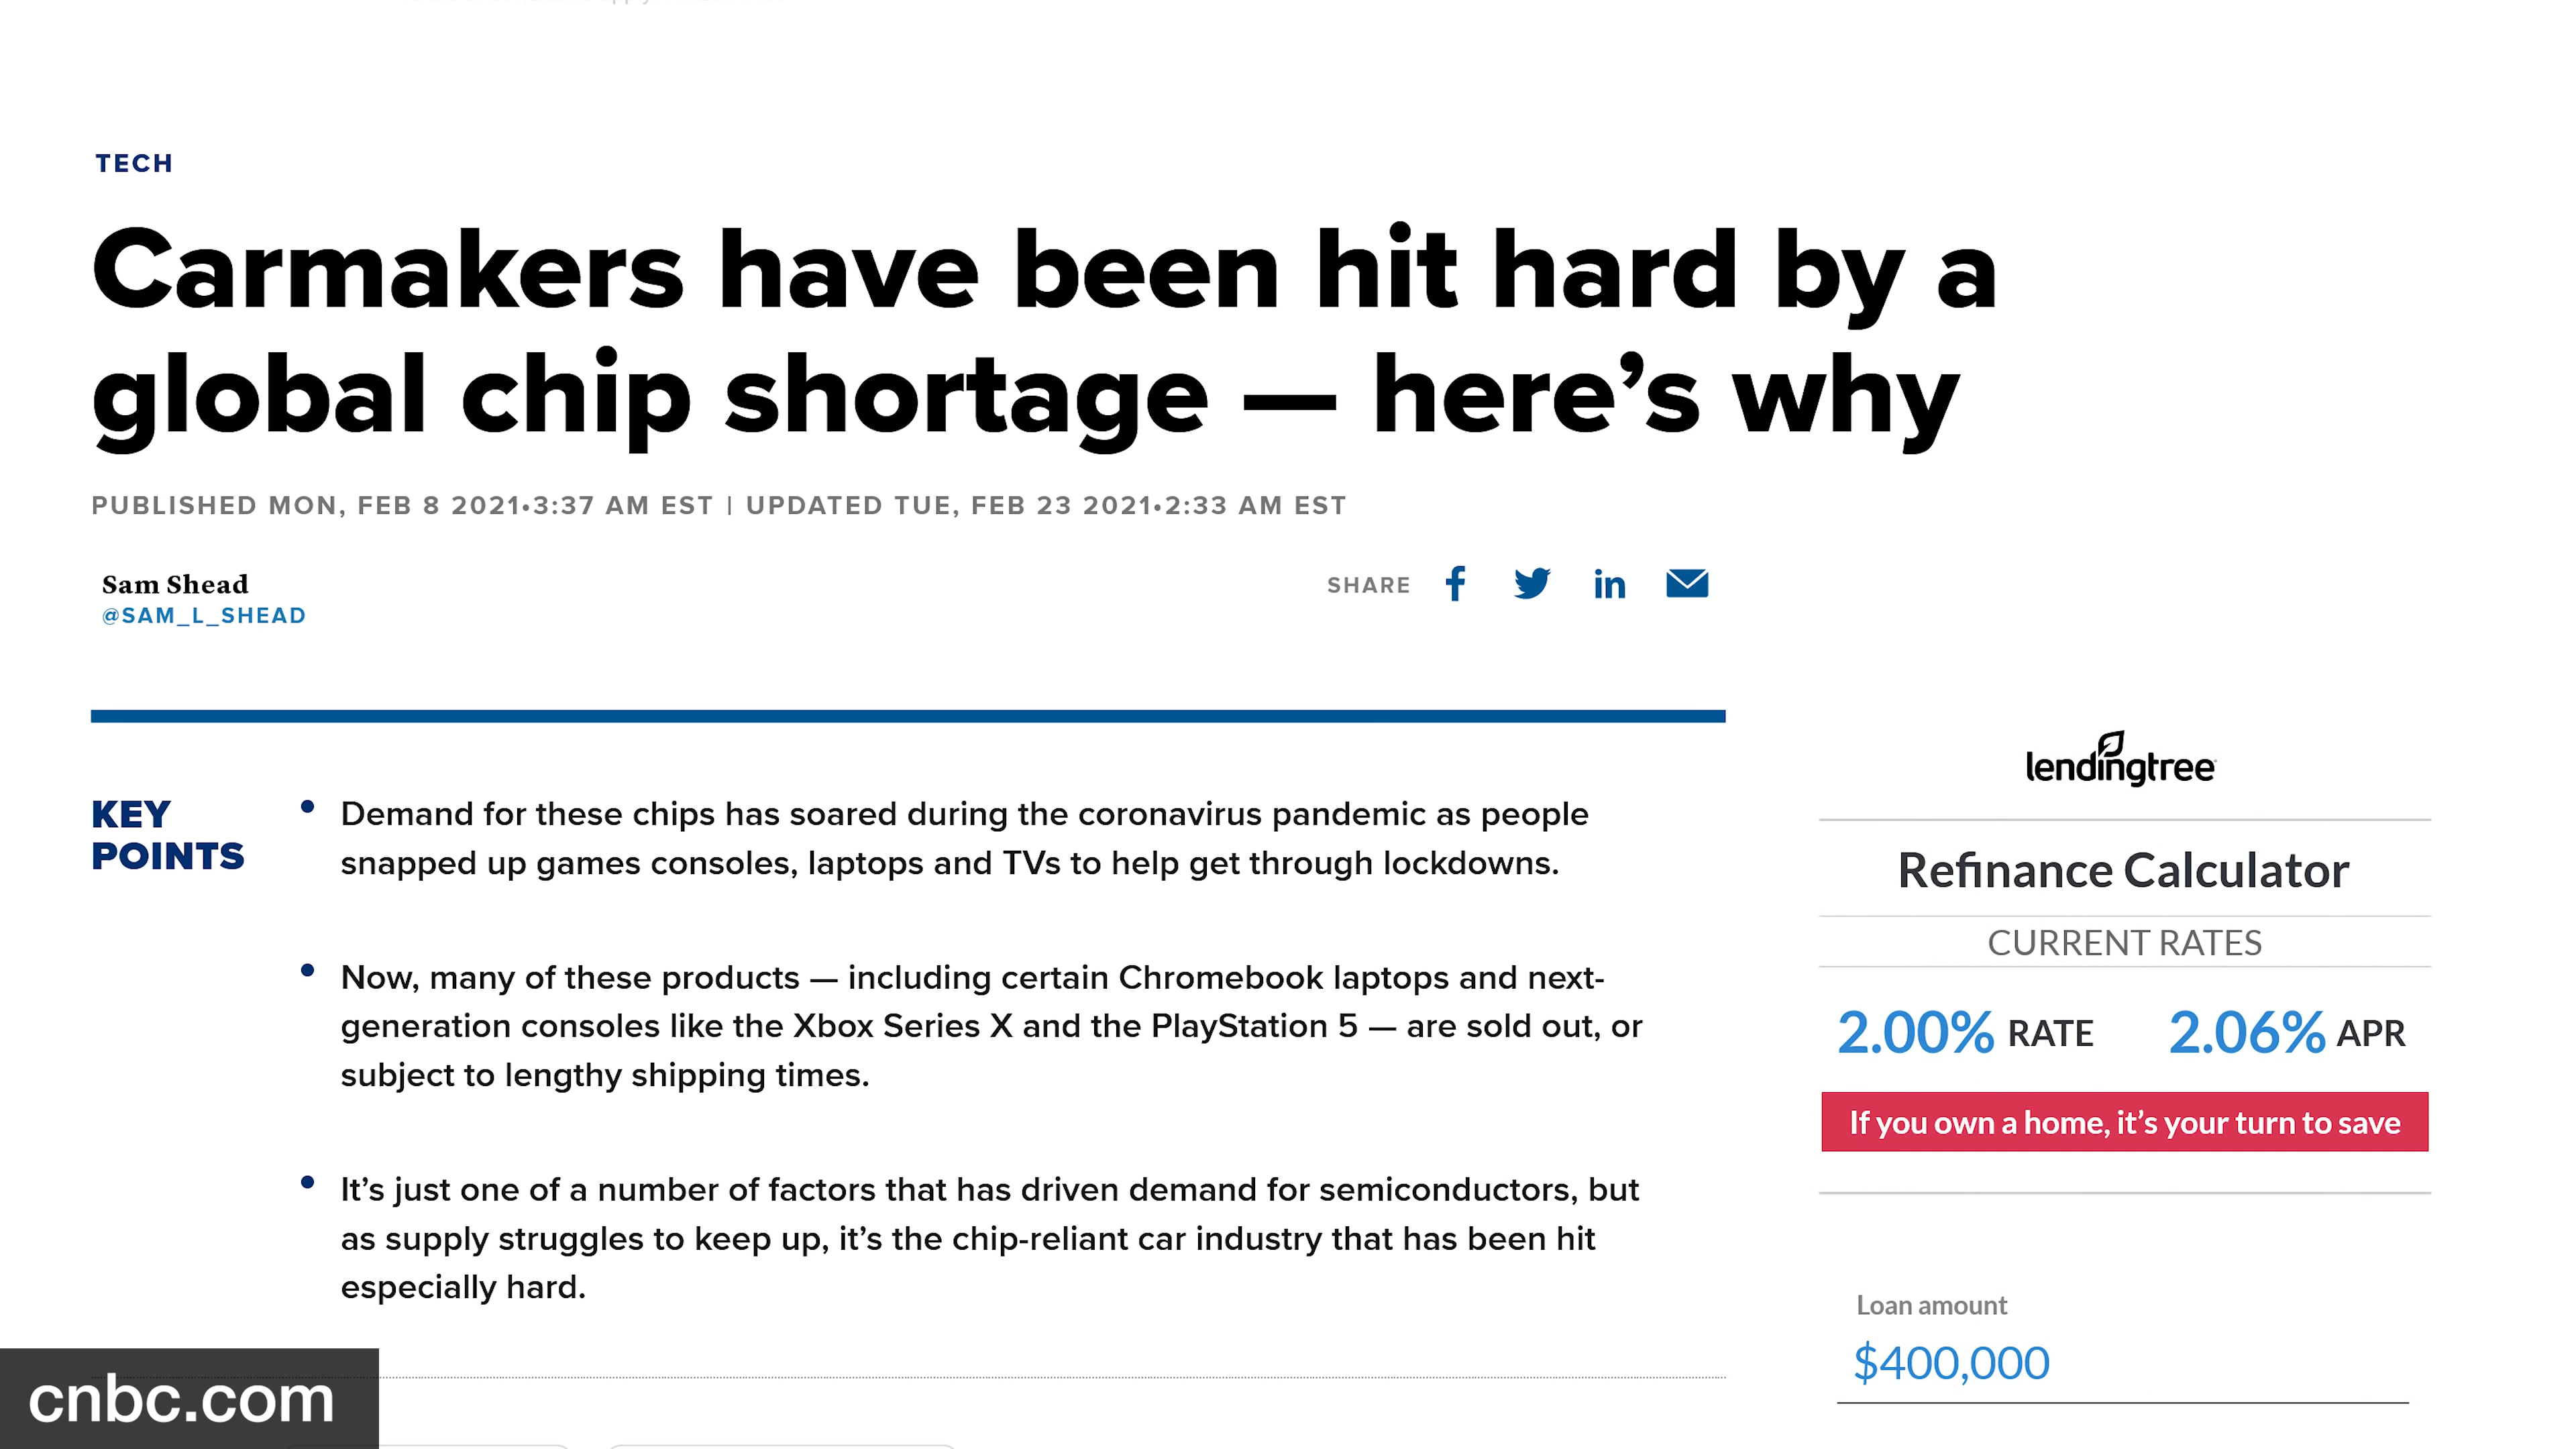 TECH
Carmakers have been hit hard by a
global chip shortage — here’s why
PUBLISHED MON, FEB 8 2021•3:37 AM EST | UPDATED TUE, FEB 23 2021•2:33 AM EST
Sam Shead
@SAM_L_SHEAD
SHARE
KEY
POINTS
Demand for these chips has soared during the coronavirus pandemic as people
snapped up games consoles, laptops and TVs to help get through lockdowns.
Now, many of these products — including certain Chromebook laptops and next-
generation consoles like the Xbox Series X and the PlayStation 5 — are sold out, or
subject to lengthy shipping times.
It’s just one of a number of factors that has driven demand for semiconductors, but
as supply struggles to keep up, it’s the chip-reliant car industry that has been hit
especially hard.
lendingtree
Refinance Calculator
CURRENT RATES
2.00% RATE 2.06% APR
If you own a home, it’s your turn to save
Loan amount
$400,000
cnbc.com